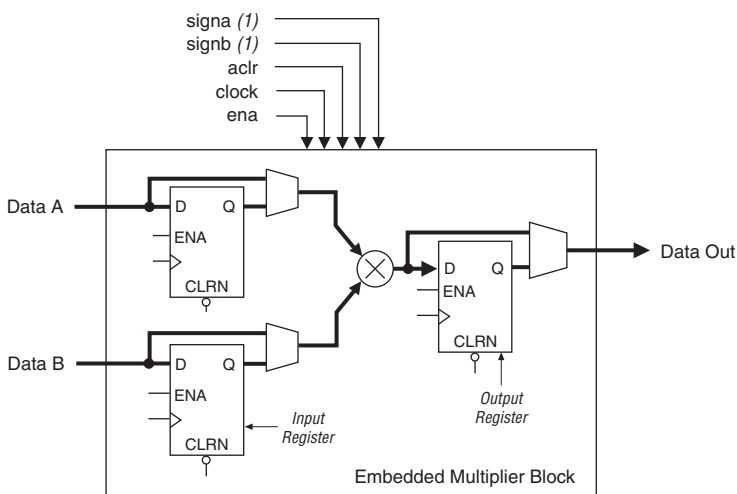 signa (1)
signb (1)
aclr
clock
ena
Data A
D Q
ENA
CLRN
Data B
D Q
ENA
CLRN
Input
Register
D Q
ENA
CLRN
Output
Register
Data Out
Embedded Multiplier Block